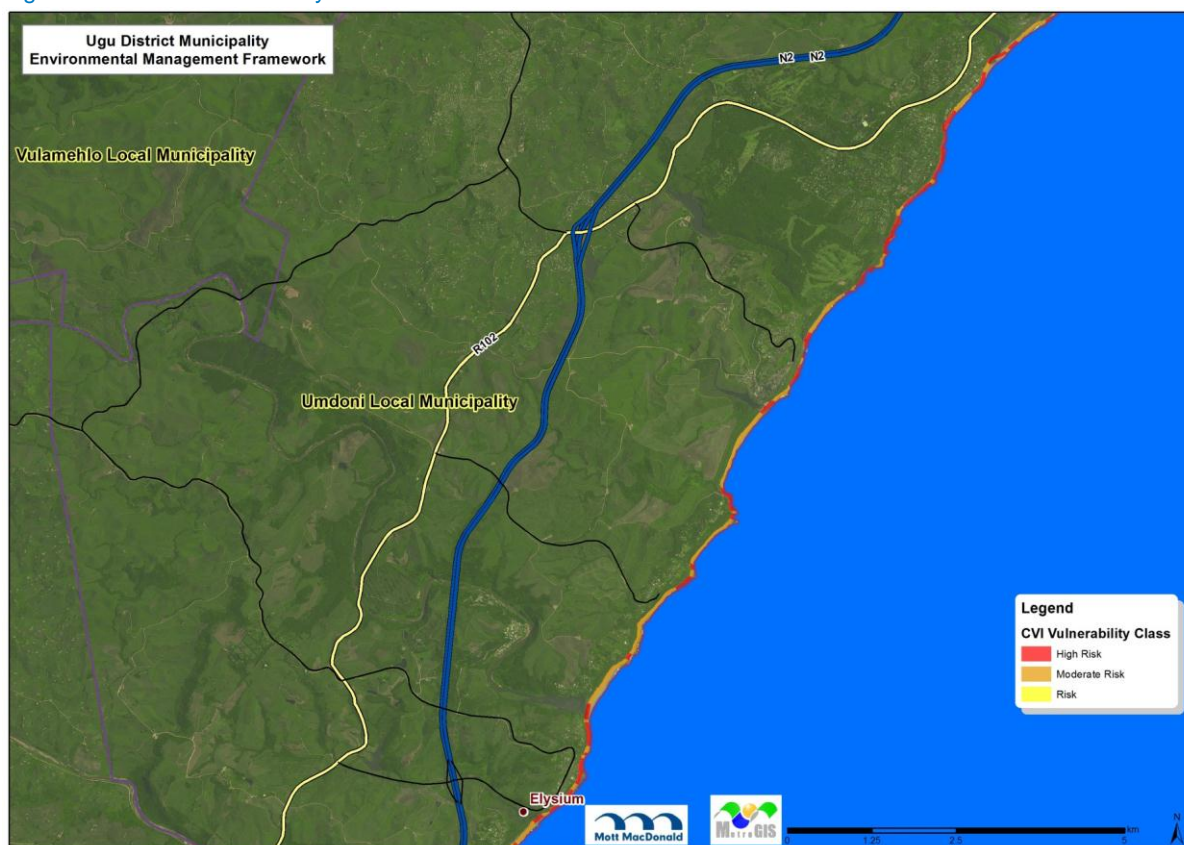 Ugu District Municipality
Environmental Management Framework
N2 N2
Vulamehlo Local Municipality
R102
Umdoni Local Municipality
Legend
CVI Vulnerability Class
High Risk
Moderate Risk
Risk
Elysium
Mott MacDonald
MetroGIS
N
km
0 1.25 2.5 5